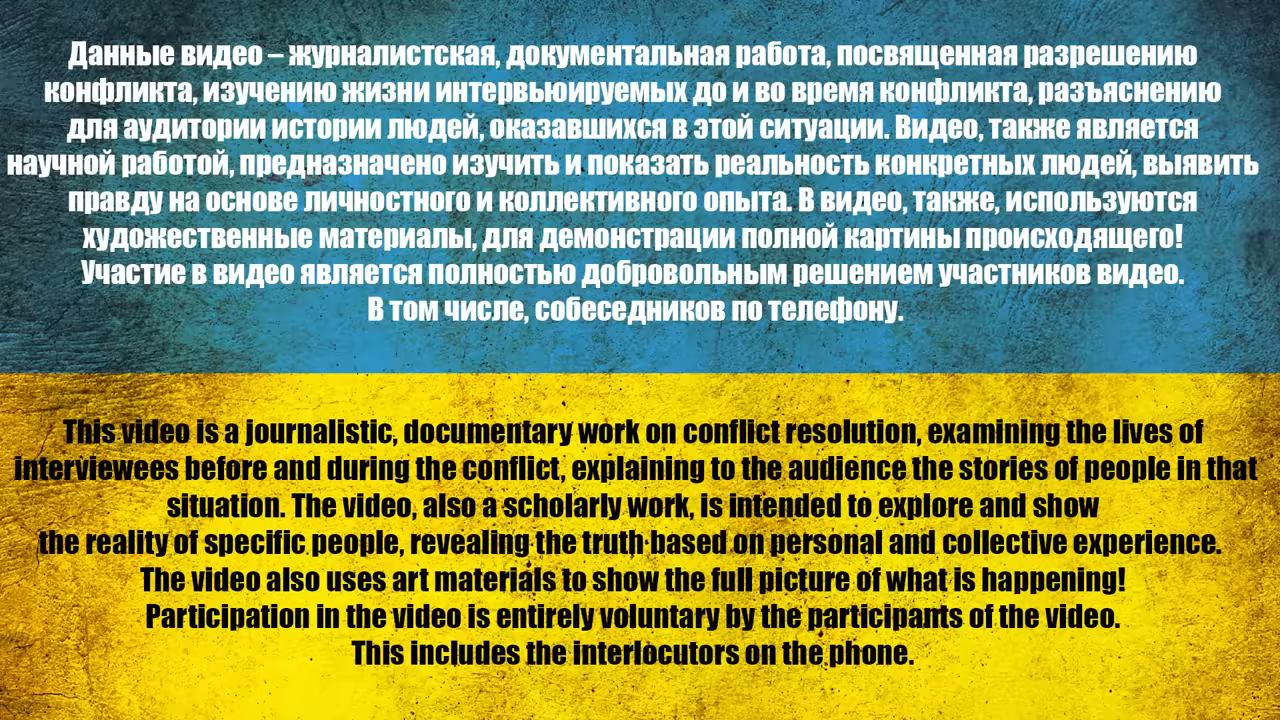 Данные видео – журналистская, документальная работа, посвященная разрешению
конфликта, изучению жизни интервьюируемых до и во время конфликта, разъяснению
для аудитории истории людей, оказавшихся в этой ситуации. Видео, также является
научной работой, предназначено изучить и показать реальность конкретных людей, выявить
правду на основе личностного и коллективного опыта. В видео, также, используются
художественные материалы, для демонстрации полной картины происходящего!
Участие в видео является полностью добровольным решением участников видео.
В том числе, собеседников по телефону.
This video is a journalistic, documentary work on conflict resolution, examining the lives of
interviewees before and during the conflict, explaining to the audience the stories of people in that
situation. The video, also a scholarly work, is intended to explore and show
the reality of specific people, revealing the truth based on personal and collective experience.
The video also uses art materials to show the full picture of what is happening!
Participation in the video is entirely voluntary by the participants of the video.
This includes the interlocutors on the phone.